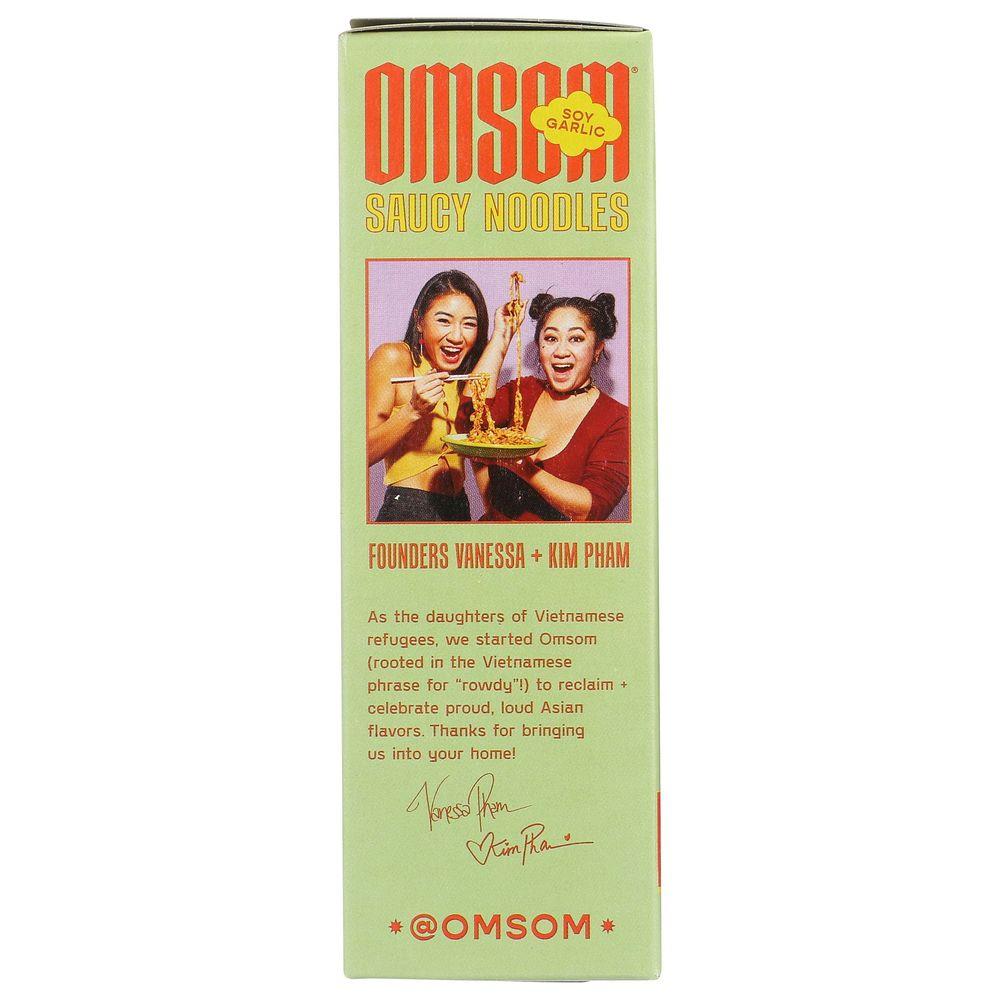 OMSOM®
SOY
GARLIC
SAUCY NOODLES
FOUNDERS VANESSA + KIM PHAM
As the daughters of Vietnamese
refugees, we started Omsom
(rooted in the Vietnamese
phrase for “rowdy”!) to reclaim +
celebrate proud, loud Asian
flavors. Thanks for bringing
us into your home!
Vanessa Pham
Kim Pham
@OMSOM